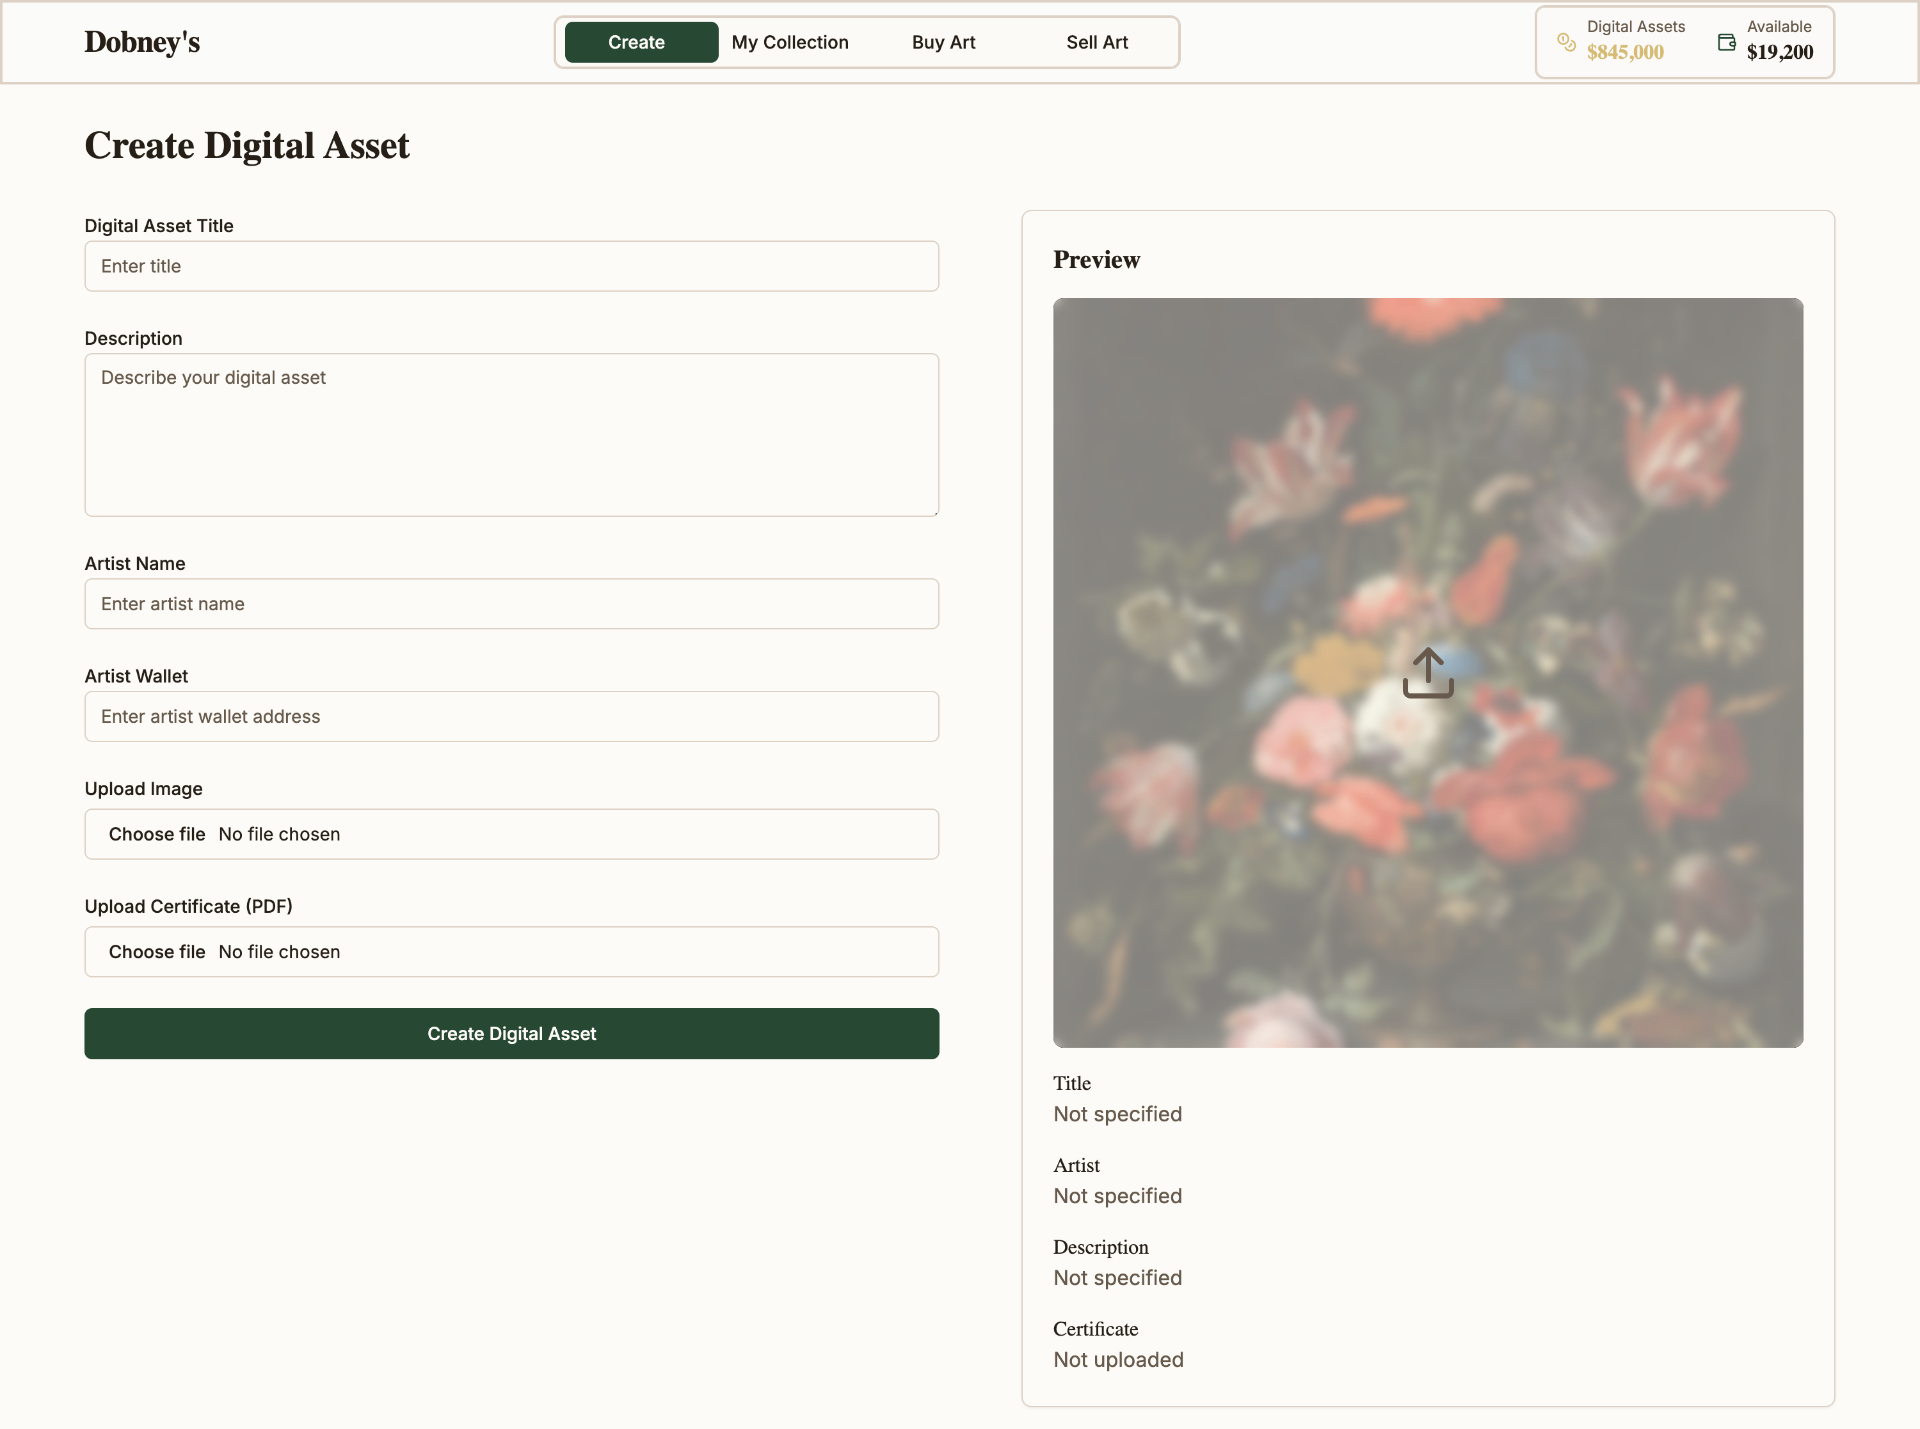 Dobney's
Create
My Collection
Buy Art
Sell Art
Digital Assets
$845,000
Available
$19,200
Create Digital Asset
Digital Asset Title
Enter title
Description
Describe your digital asset
Artist Name
Enter artist name
Artist Wallet
Enter artist wallet address
Upload Image
Choose file No file chosen
Upload Certificate (PDF)
Choose file No file chosen
Create Digital Asset
Preview
Title
Not specified
Artist
Not specified
Description
Not specified
Certificate
Not uploaded